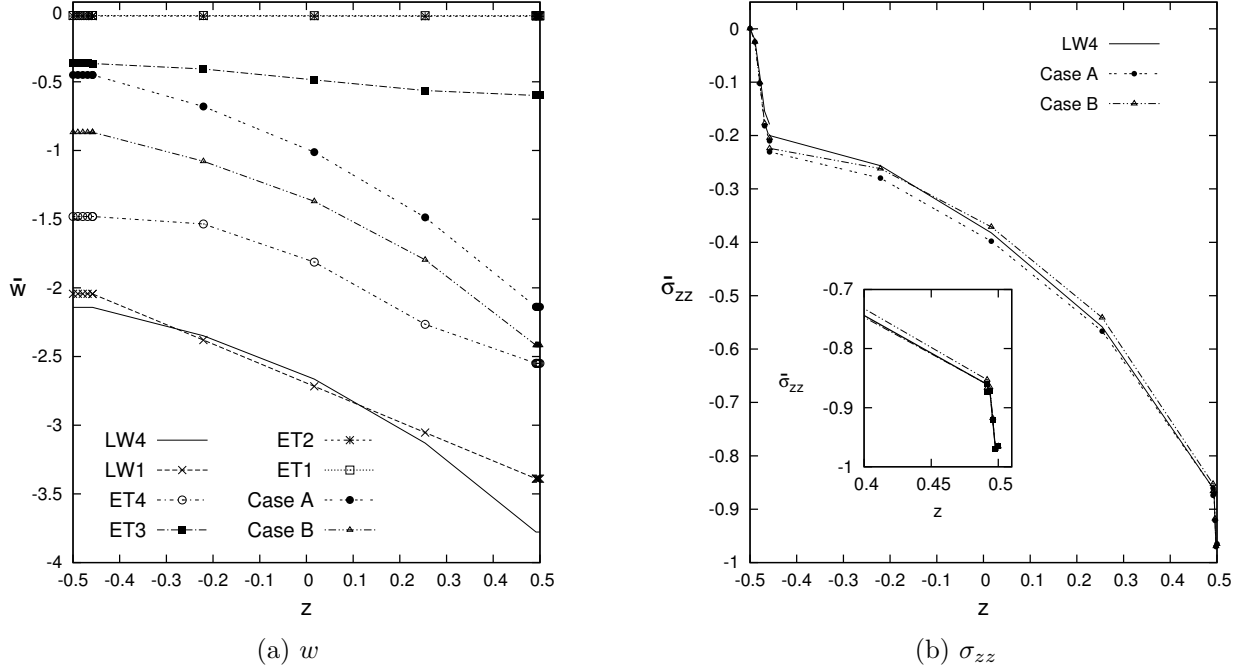 0
-0.5
-1
-1.5
-2
-2.5
-3
-3.5
-4
w̄
-0.5 -0.4 -0.3 -0.2 -0.1 0 0.1 0.2 0.3 0.4 0.5
z
LW4
LW1
ET4
ET3
ET2
ET1
Case A
Case B
(a) w
0
-0.1
-0.2
-0.3
-0.4
-0.5
-0.6
-0.7
-0.8
-0.9
-1
σ̄zz
-0.5 -0.4 -0.3 -0.2 -0.1 0 0.1 0.2 0.3 0.4 0.5
z
LW4
Case A
Case B
-0.7
-0.8
-0.9
-1
σ̄zz
0.4 0.45 0.5
z
(b) σzz